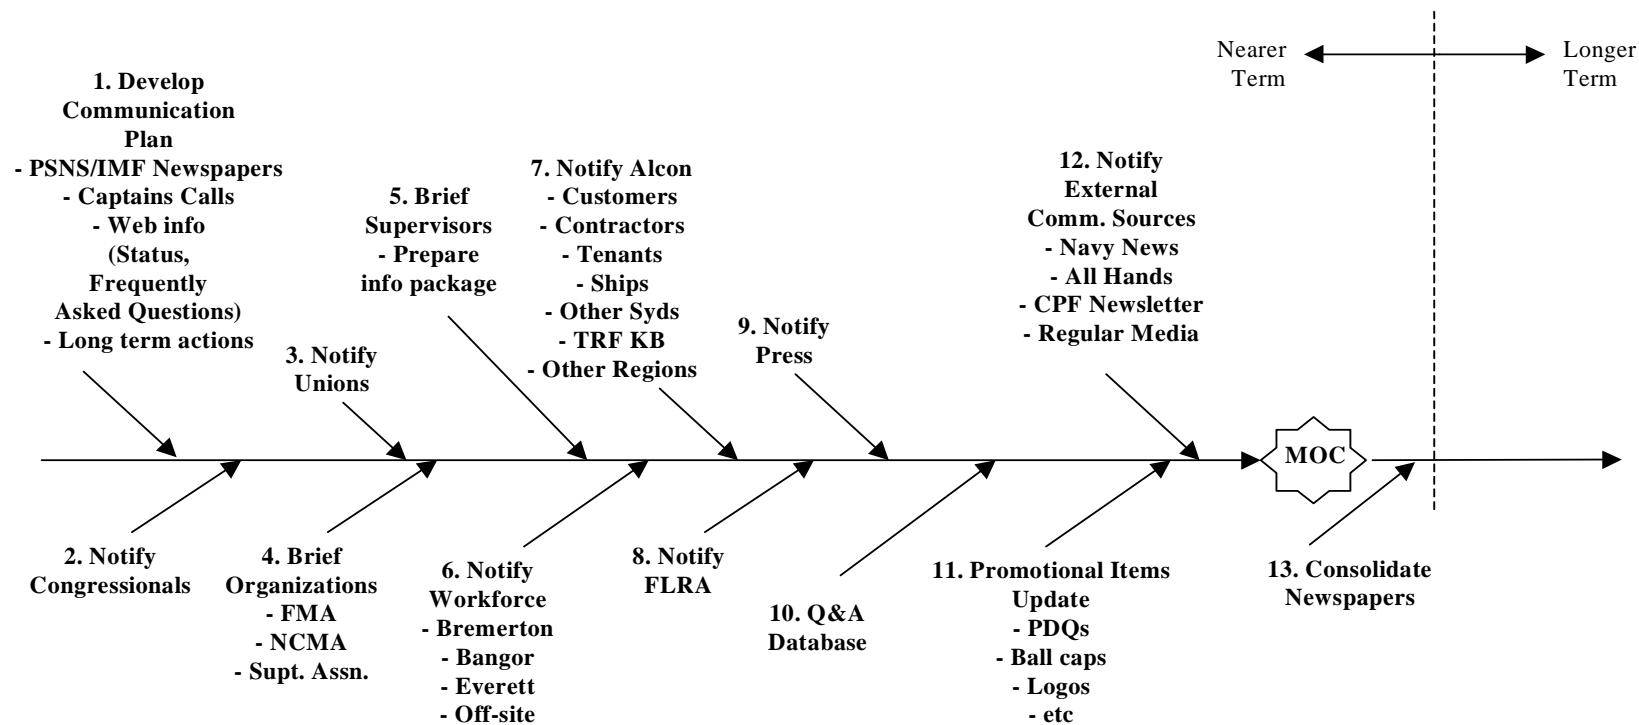 Nearer
Term
Longer
Term
1. Develop
Communication
Plan
- PSNS/IMF Newspapers
- Captains Calls
- Web info
(Status,
Frequently
Asked Questions)
- Long term actions
3. Notify
Unions
5. Brief
Supervisors
- Prepare
info package
7. Notify Alcon
- Customers
- Contractors
- Tenants
- Ships
- Other Syds
- TRF KB
- Other Regions
9. Notify
Press
12. Notify
External
Comm. Sources
- Navy News
- All Hands
- CPF Newsletter
- Regular Media
MOC
2. Notify
Congressionals
4. Brief
Organizations
- FMA
- NCMA
- Supt. Assn.
6. Notify
Workforce
- Bremerton
- Bangor
- Everett
- Off-site
8. Notify
FLRA
10. Q&A
Database
11. Promotional Items
Update
- PDQs
- Ball caps
- Logos
- etc
13. Consolidate
Newspapers